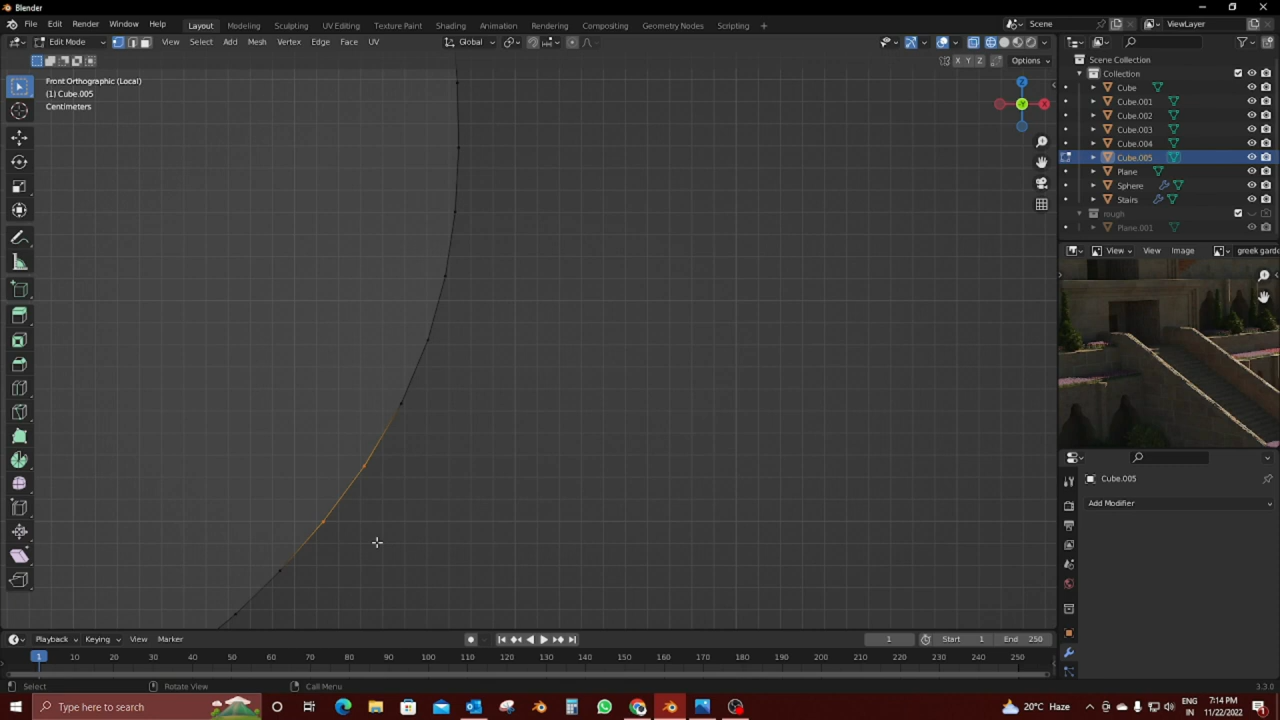 Blender
File Edit Render Window Help Layout Modeling Sculpting UV Editing Texture Paint Shading Animation Rendering Compositing Geometry Nodes Scripting Scene ViewLayer
Edit Mode View Select Add Mesh Vertex Edge Face UV Global
X Y Z Options
Front Orthographic (Local)
(1) Cube.005
Centimeters
Z
Y
X
Scene Collection
Collection
Cube
Cube.001
Cube.002
Cube.003
Cube.004
Cube.005
Plane
Sphere
Stairs
rough
Plane.001
View View Image greek garde
Cube.005
Add Modifier
Playback Keying View Marker 1 Start 1 End 250
1 10 20 30 40 50 60 70 80 90 100 110 120 130 140 150 160 170 180 190 200 210 220 230 240 250
Select Rotate View Call Menu 3.3.0
Type here to search
20°C Haze
ENG
IN
7:14 PM
11/22/2022
1